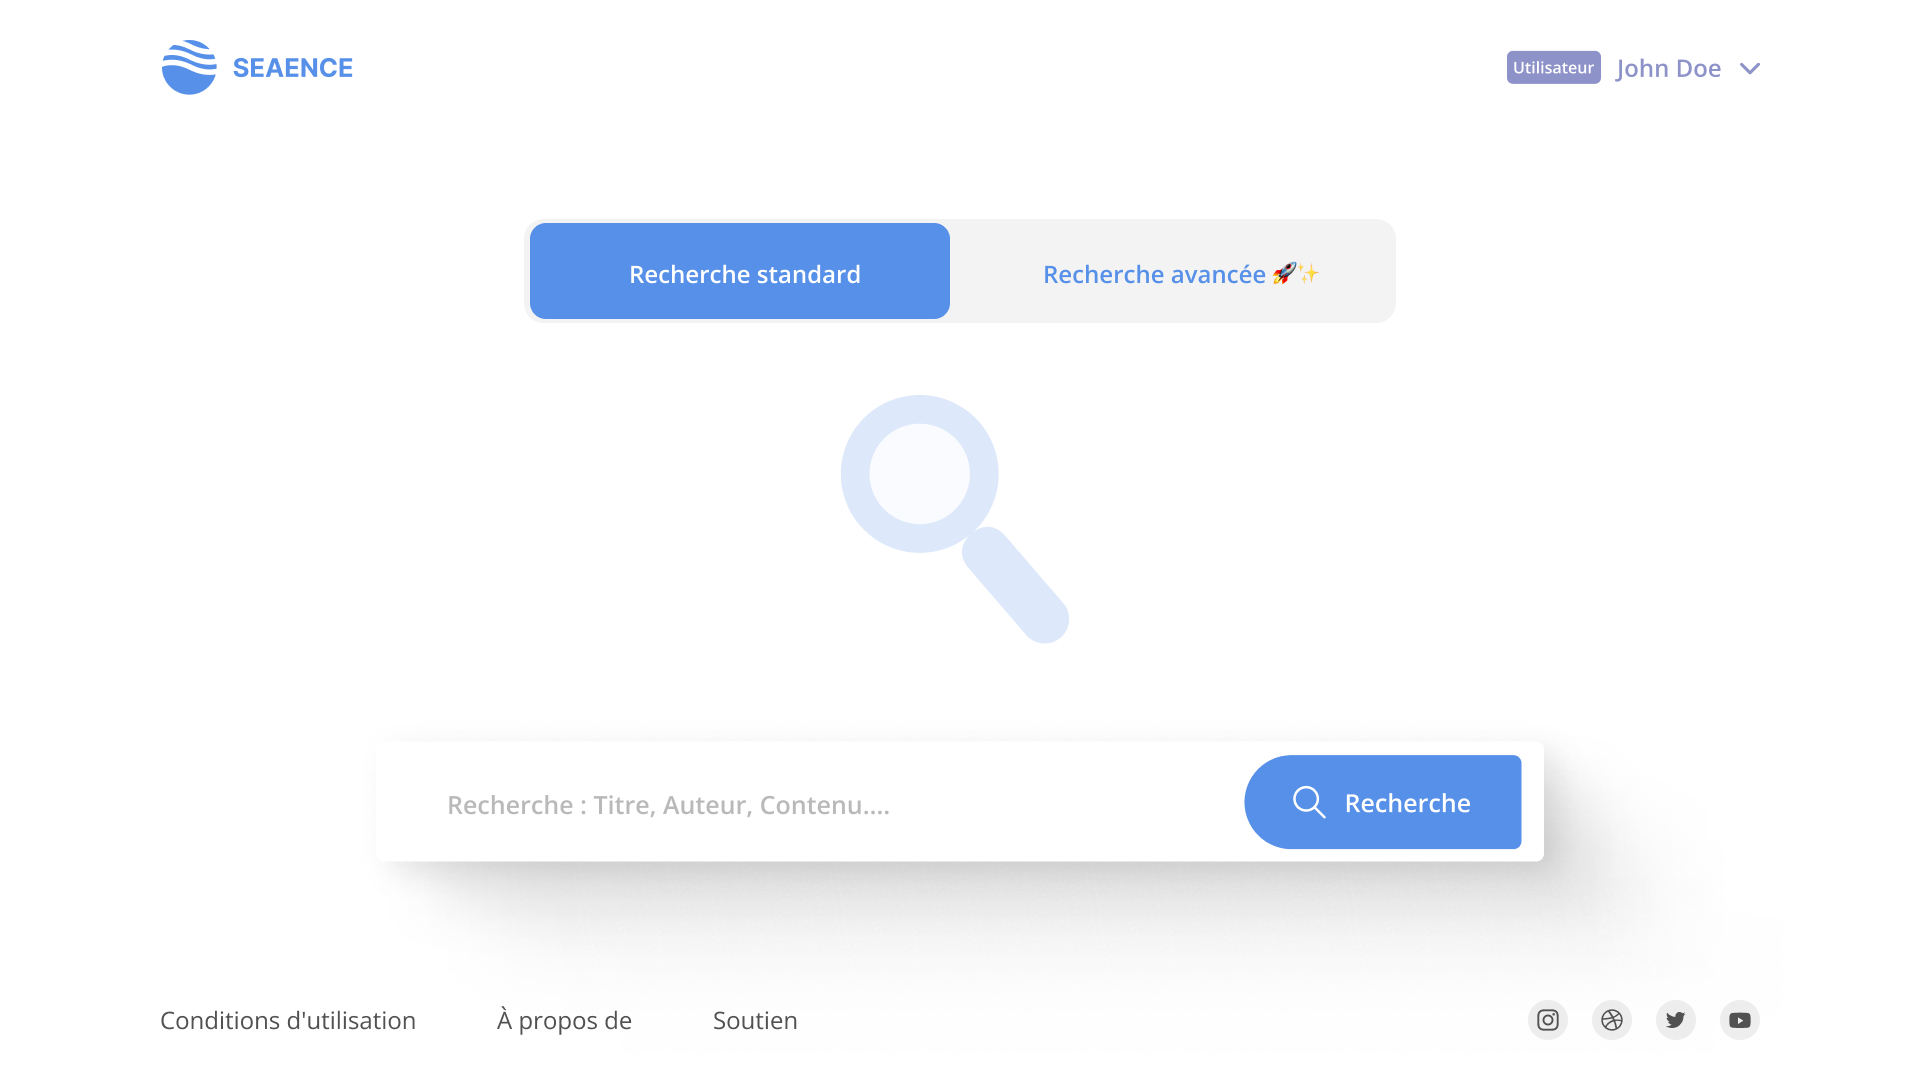 SEAENCE
Utilisateur
John Doe
Recherche standard
Recherche avancée 🚀✨
Recherche : Titre, Auteur, Contenu....
Recherche
Conditions d'utilisation
À propos de
Soutien